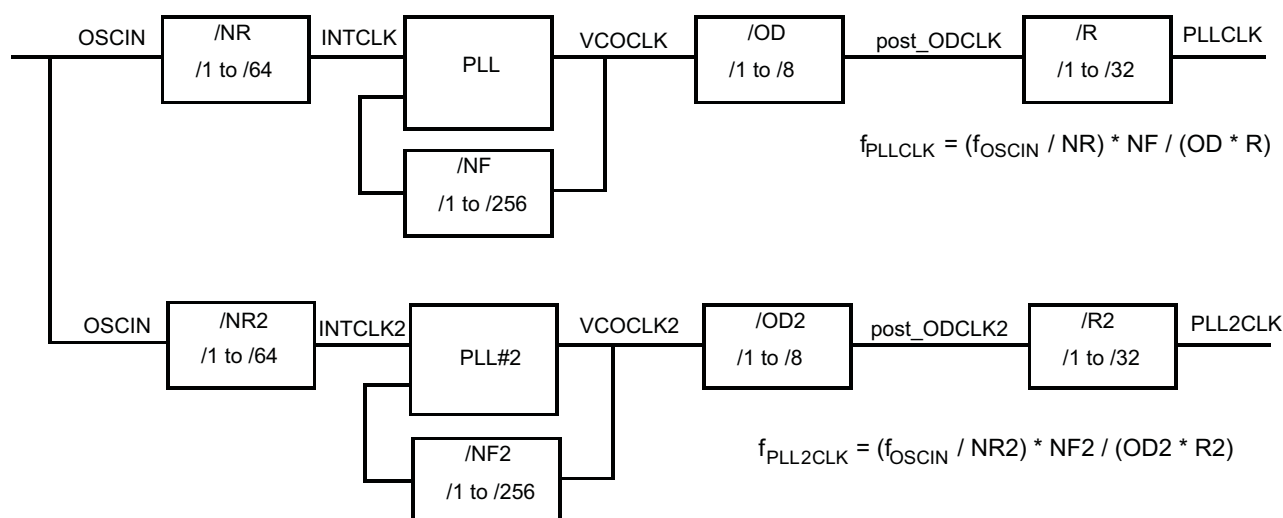 OSCIN
/NR
/1 to /64
INTCLK
PLL
/NF
/1 to /256
VCOCLK
/OD
/1 to /8
post_ODCLK
/R
/1 to /32
PLLCLK
fPLLCLK = (fOSCIN / NR) * NF / (OD * R)
OSCIN
/NR2
/1 to /64
INTCLK2
PLL#2
/NF2
/1 to /256
VCOCLK2
/OD2
/1 to /8
post_ODCLK2
/R2
/1 to /32
PLL2CLK
fPLL2CLK = (fOSCIN / NR2) * NF2 / (OD2 * R2)